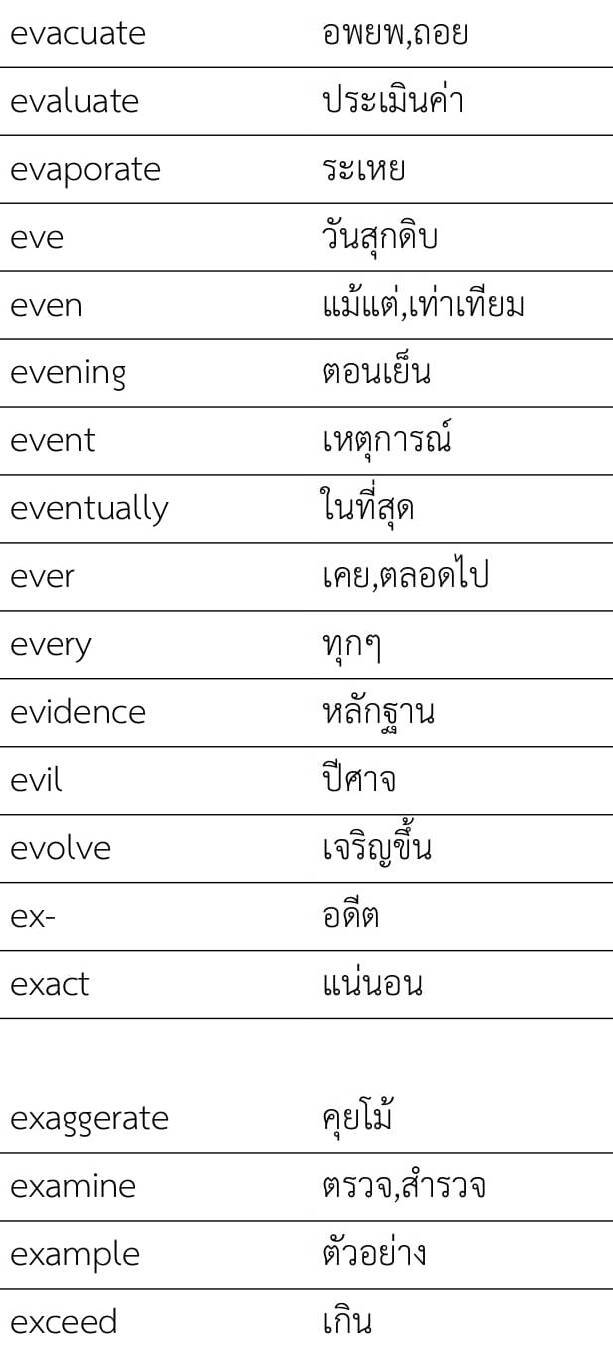 evacuate อพยพ,ถอย
evaluate ประเมินค่า
evaporate ระเหย
eve วันสุกดิบ
even แม้แต่,เท่าเทียม
evening ตอนเย็น
event เหตุการณ์
eventually ในที่สุด
ever เคย,ตลอดไป
every ทุกๆ
evidence หลักฐาน
evil ปีศาจ
evolve เจริญขึ้น
ex- อดีต
exact แน่นอน
exaggerate คุยโม้
examine ตรวจ,สำรวจ
example ตัวอย่าง
exceed เกิน